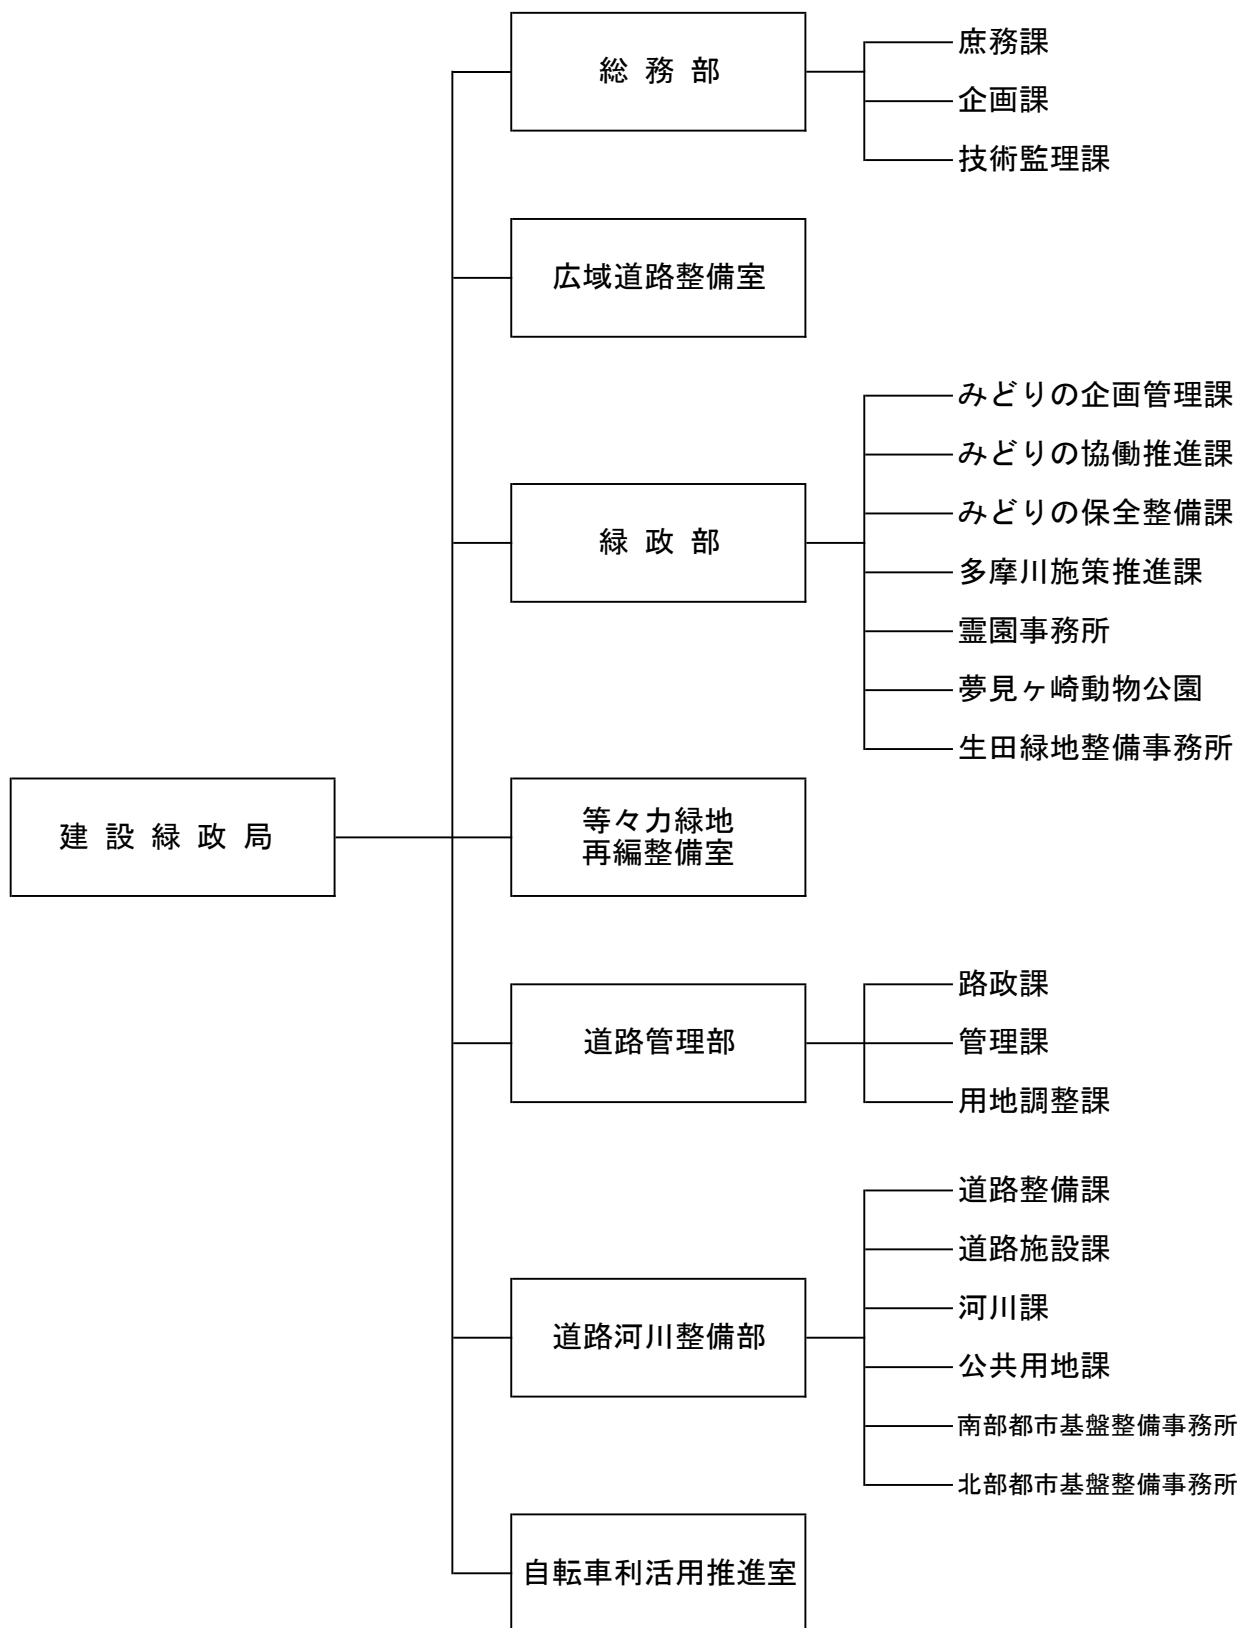 建設緑政局
総務部
庶務課
企画課
技術監理課
広域道路整備室
緑政部
みどりの企画管理課
みどりの協働推進課
みどりの保全整備課
多摩川施策推進課
霊園事務所
夢見ヶ崎動物公園
生田緑地整備事務所
等々力緑地
再編整備室
道路管理部
路政課
管理課
用地調整課
道路河川整備部
道路整備課
道路施設課
河川課
公共用地課
南部都市基盤整備事務所
北部都市基盤整備事務所
自転車利活用推進室